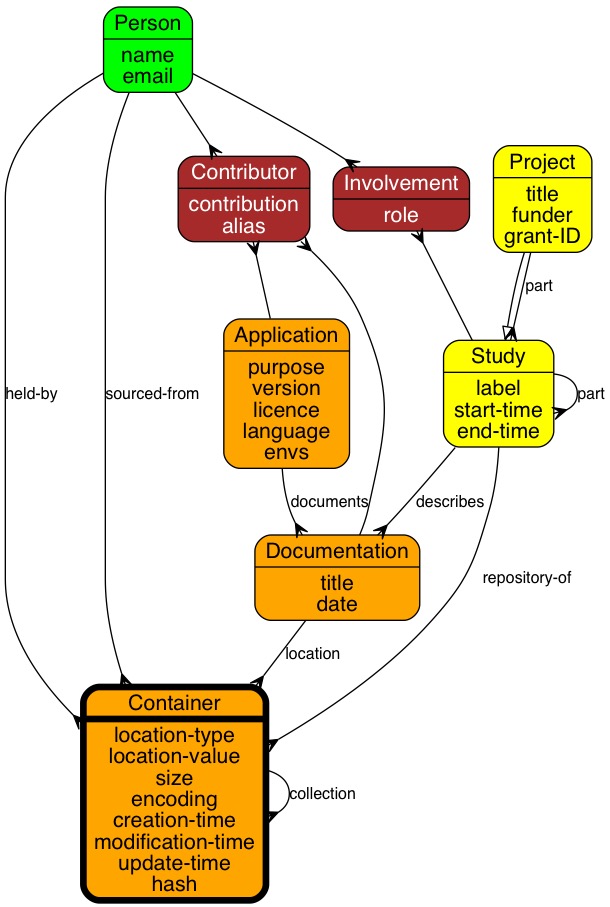 Person
name
email
Contributor
contribution
alias
Involvement
role
Project
title
funder
grant-ID
part
Application
purpose
version
licence
language
envs
Study
label
start-time
end-time
part
held-by
sourced-from
documents
describes
Documentation
title
date
repository-of
location
Container
location-type
location-value
size
encoding
creation-time
modification-time
update-time
hash
collection